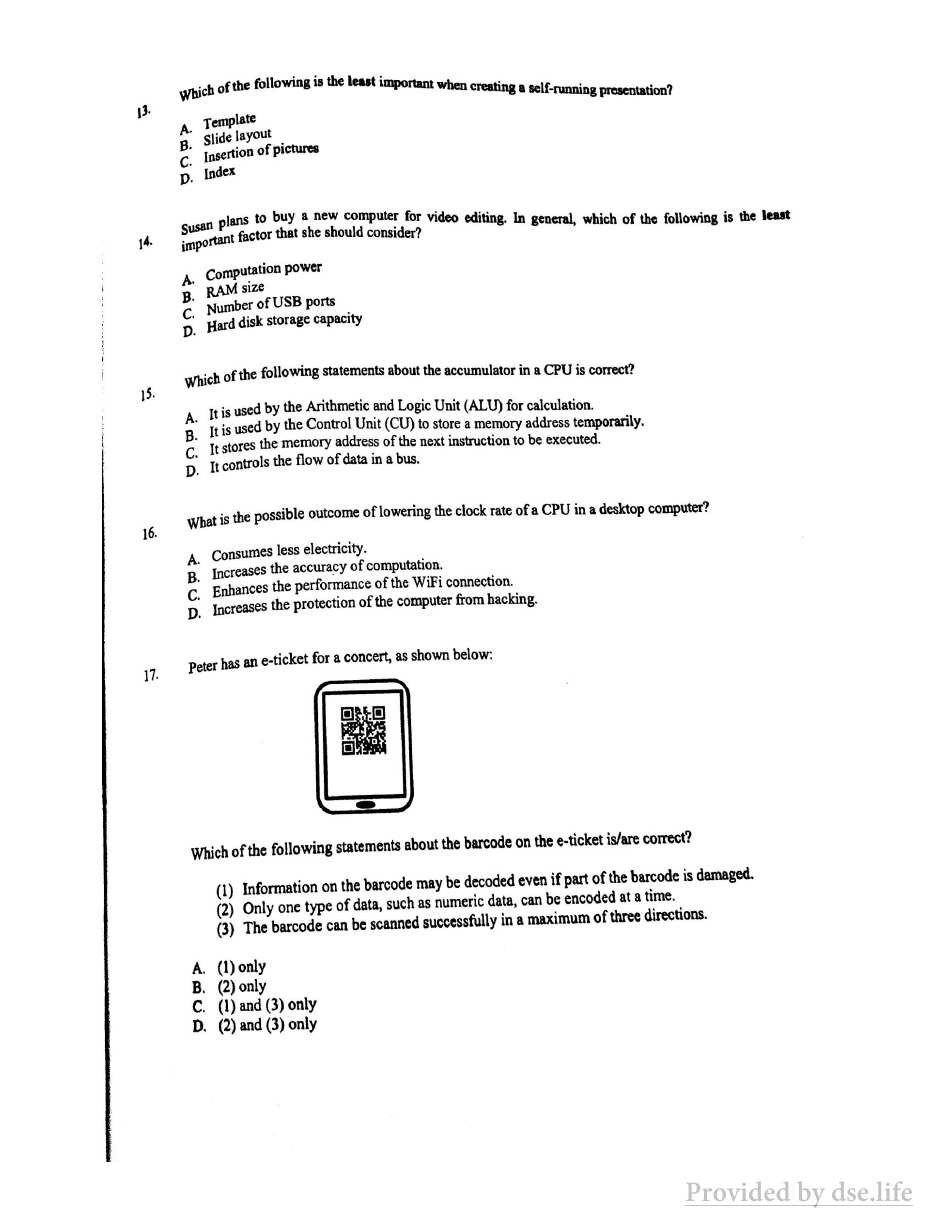 13. Which of the following is the least important when creating a self-running presentation?
A. Template
B. Slide layout
C. Insertion of pictures
D. Index
14. Susan plans to buy a new computer for video editing. In general, which of the following is the least
important factor that she should consider?
A. Computation power
B. RAM size
C. Number of USB ports
D. Hard disk storage capacity
15. Which of the following statements about the accumulator in a CPU is correct?
A. It is used by the Arithmetic and Logic Unit (ALU) for calculation.
B. It is used by the Control Unit (CU) to store a memory address temporarily.
C. It stores the memory address of the next instruction to be executed.
D. It controls the flow of data in a bus.
16. What is the possible outcome of lowering the clock rate of a CPU in a desktop computer?
A. Consumes less electricity.
B. Increases the accuracy of computation.
C. Enhances the performance of the WiFi connection.
D. Increases the protection of the computer from hacking.
17. Peter has an e-ticket for a concert, as shown below:
Which of the following statements about the barcode on the e-ticket is/are correct?
(1) Information on the barcode may be decoded even if part of the barcode is damaged.
(2) Only one type of data, such as numeric data, can be encoded at a time.
(3) The barcode can be scanned successfully in a maximum of three directions.
A. (1) only
B. (2) only
C. (1) and (3) only
D. (2) and (3) only
Provided by dse.life